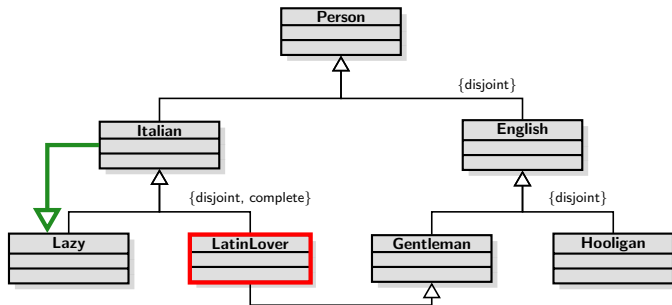 Person
{disjoint}
Italian
English
{disjoint, complete}
{disjoint}
Lazy
LatinLover
Gentleman
Hooligan